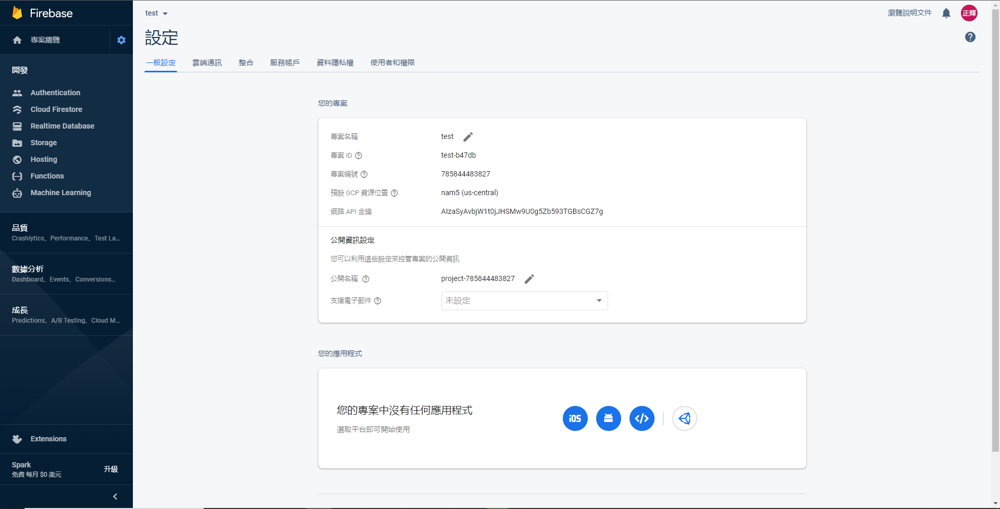 Firebase
test
瀏覽說明文件
正輝
專案總覽
設定
一般設定
雲端通訊
整合
服務帳戶
資料隱私權
使用者和權限
開發
Authentication
Cloud Firestore
Realtime Database
Storage
Hosting
Functions
Machine Learning
品質
Crashlytics、Performance、Test La...
數據分析
Dashboard、Events、Conversions...
成長
Predictions、A/B Testing、Cloud M...
Extensions
Spark
免費 每月 $0 美元
升級
您的專案
專案名稱 test
專案 ID test-b47db
專案編號 785844483827
預設 GCP 資源位置 nam5 (us-central)
網路 API 金鑰 AIzaSyAvbjW1t0jJHSMw9U0g5Zb593TGBsCGZ7g
公開資訊設定
您可以利用這些設定來控管專案的公開資訊
公開名稱 project-785844483827
支援電子郵件 未設定
您的應用程式
您的專案中沒有任何應用程式
選取平台即可開始使用
iOS